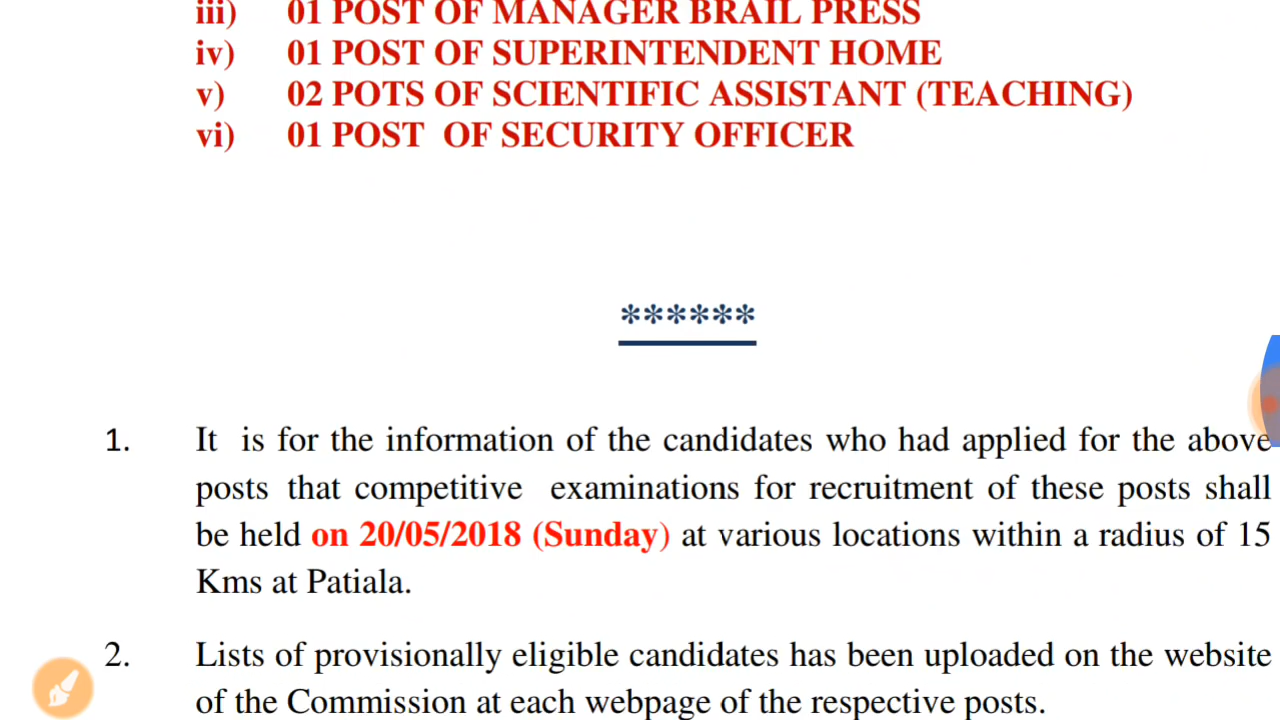 iii) 01 POST OF MANAGER BRAIL PRESS
iv) 01 POST OF SUPERINTENDENT HOME
v) 02 POTS OF SCIENTIFIC ASSISTANT (TEACHING)
vi) 01 POST OF SECURITY OFFICER
******
1. It is for the information of the candidates who had applied for the above
posts that competitive examinations for recruitment of these posts shall
be held on 20/05/2018 (Sunday) at various locations within a radius of 15
Kms at Patiala.
2. Lists of provisionally eligible candidates has been uploaded on the website
of the Commission at each webpage of the respective posts.